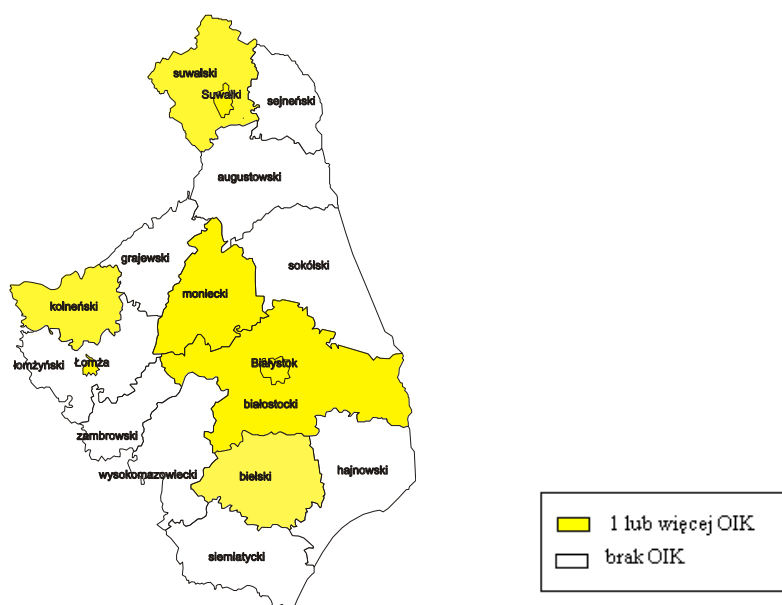 suwalski
Suwałki
sejneński
augustowski
grajewski
sokólski
moniecki
kolneński
łomżyński
Łomża
Białystok
białostocki
zambrowski
wysokomazowiecki
bielski
hajnowski
siemiatycki
1 lub więcej OIK
brak OIK